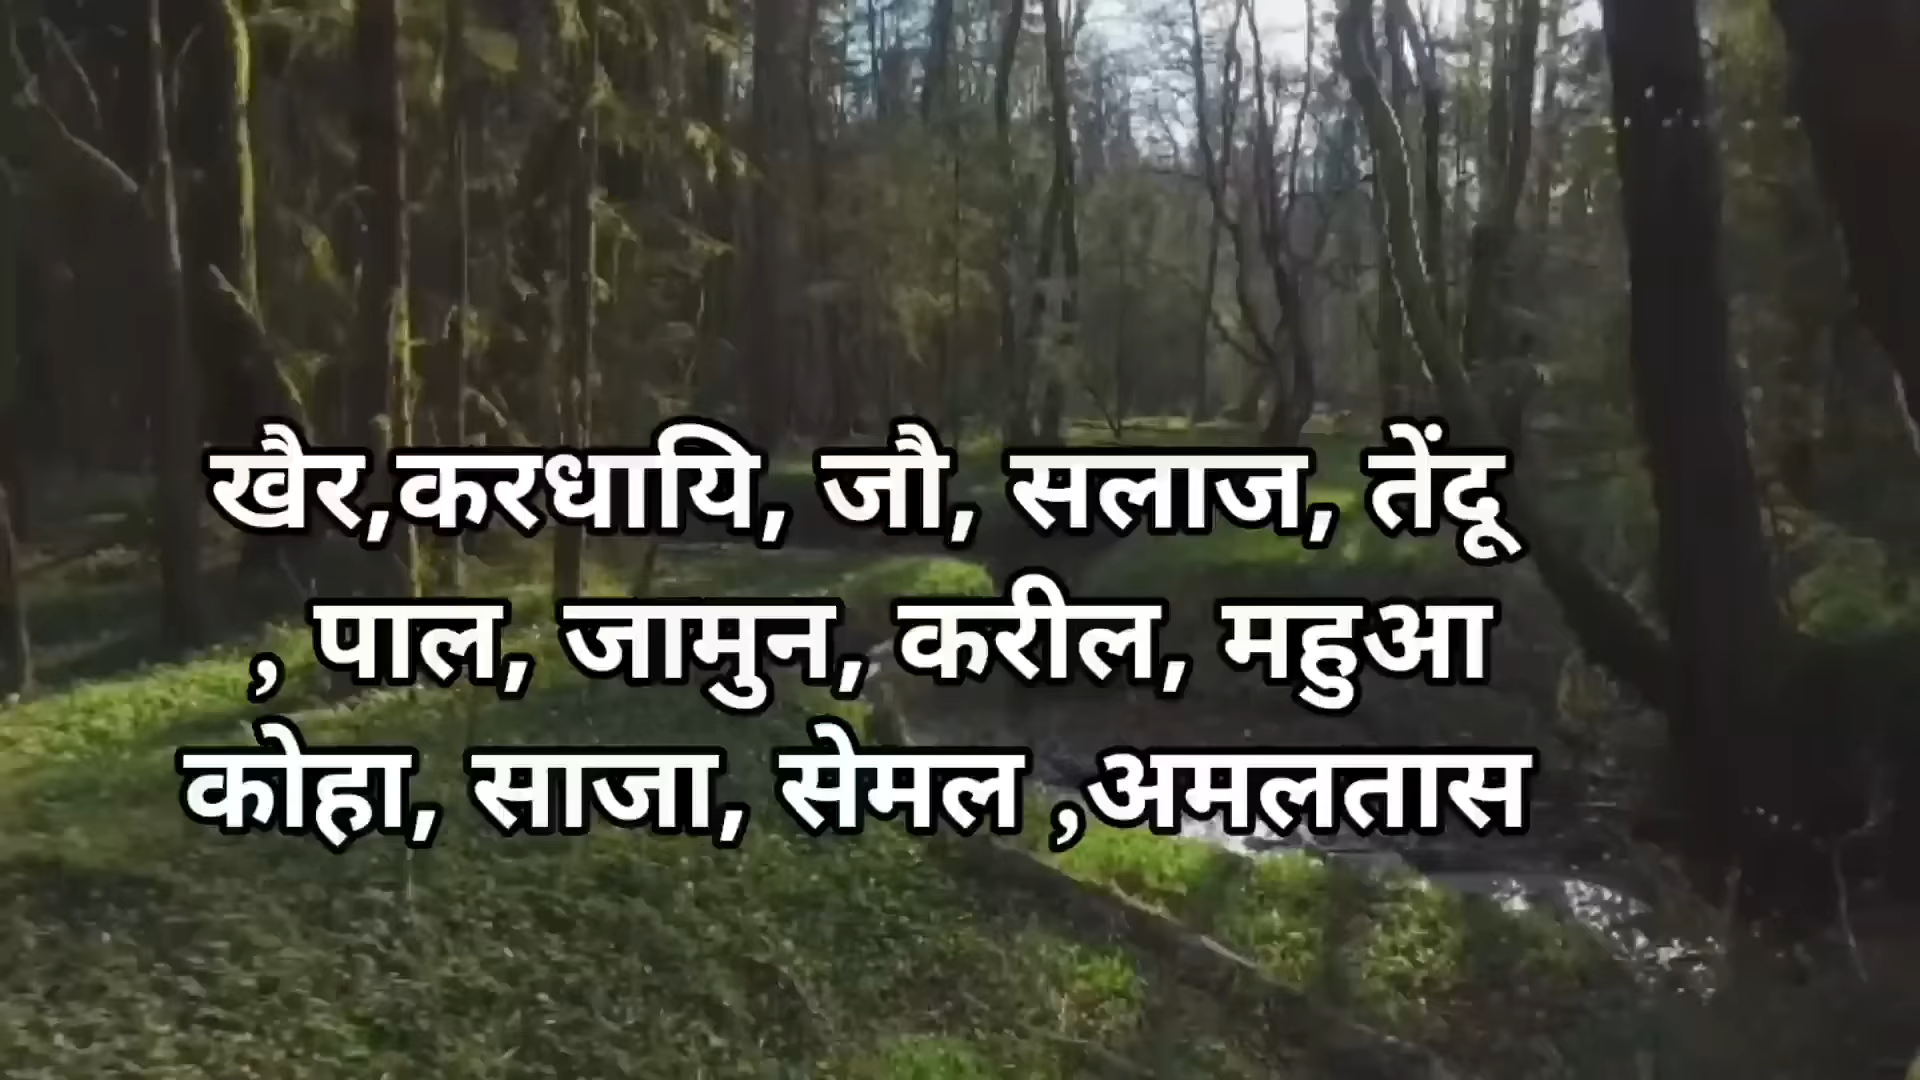 खैर,करधायि, जौ, सलाज, तेंदू
, पाल, जामुन, करील, महुआ
कोहा, साजा, सेमल ,अमलतास